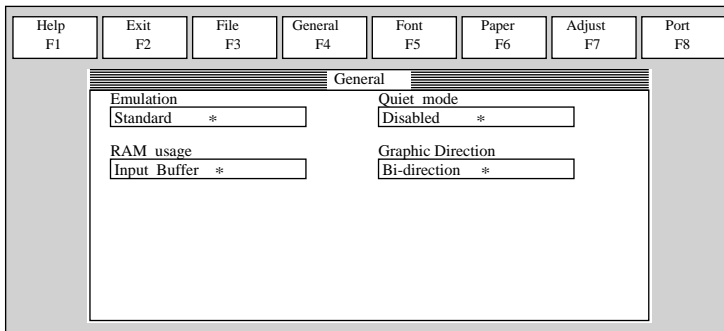 Help Exit File General Font Paper Adjust Port
F1 F2 F3 F4 F5 F6 F7 F8
General
Emulation Quiet mode
Standard * Disabled *
RAM usage Graphic Direction
Input Buffer * Bi-direction *